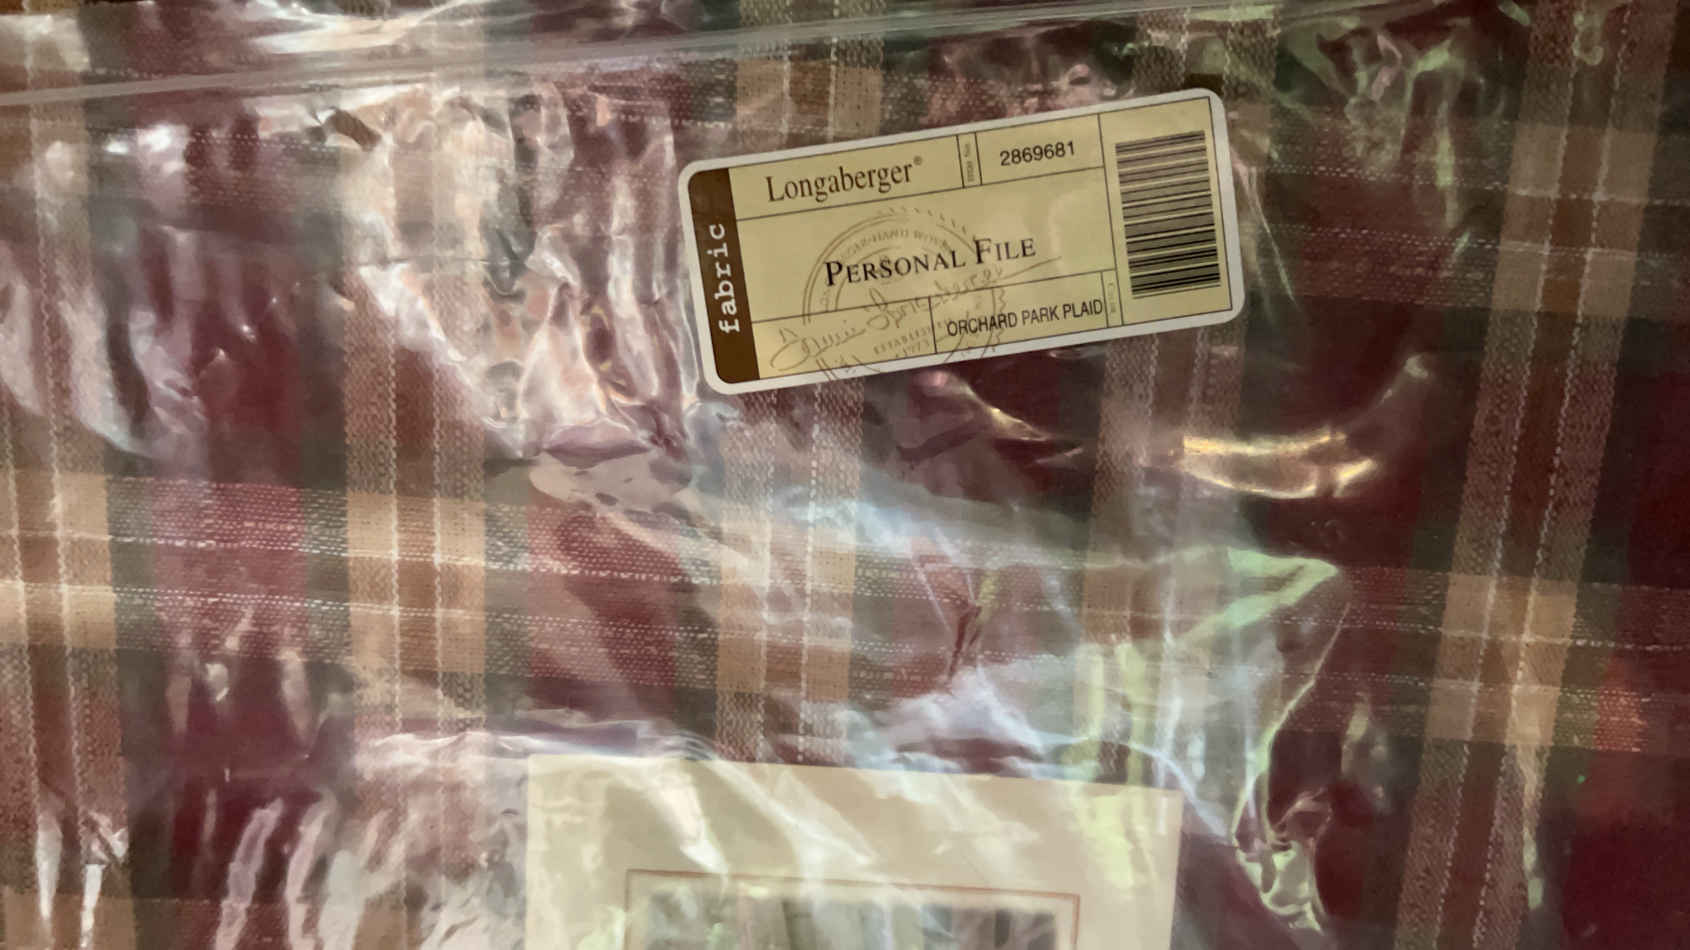 Longaberger®
2869681
fabric
PERSONAL FILE
ORCHARD PARK PLAID